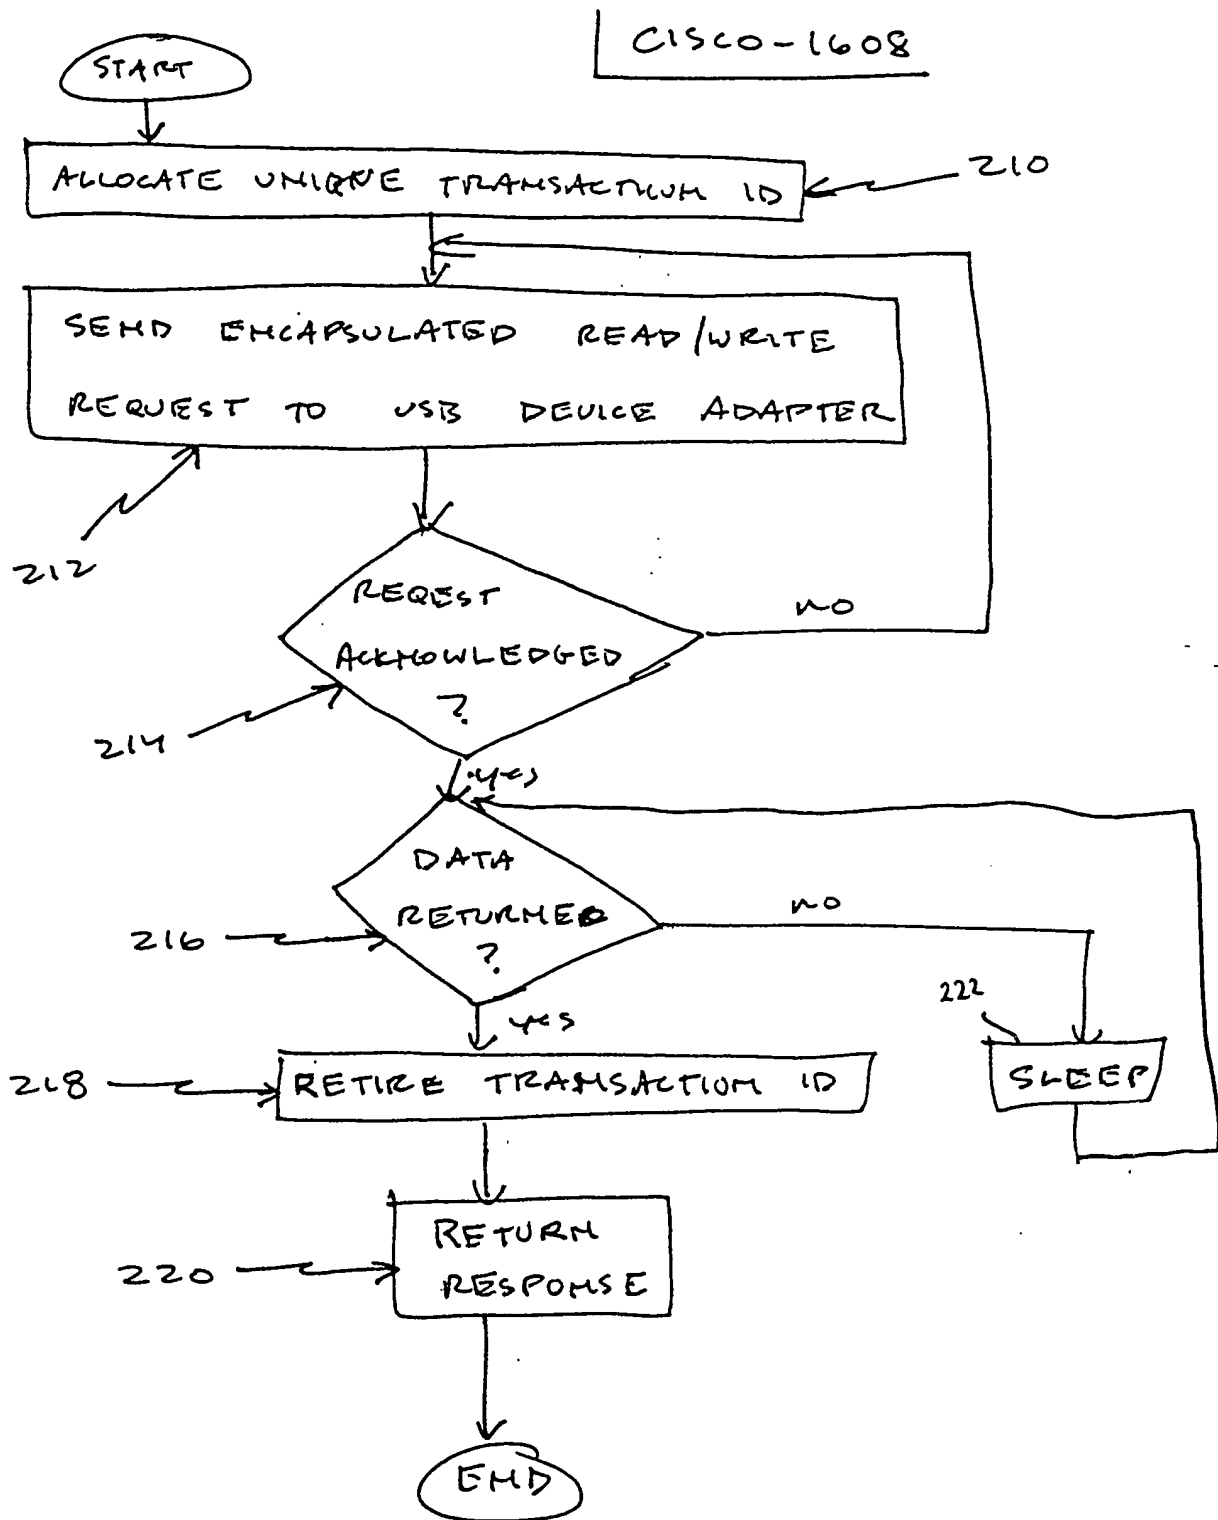 CISCO-1608
START
ALLOCATE UNIQUE TRANSACTION ID
210
SEND ENCAPSULATED READ/WRITE
REQUEST TO USB DEVICE ADAPTER
212
REQEST
ACKNOWLEDGED
?
no
214
yes
DATA
RETURNED
?
no
216
yes
222
SLEEP
218
RETIRE TRANSACTION ID
RETURN
RESPONSE
220
END